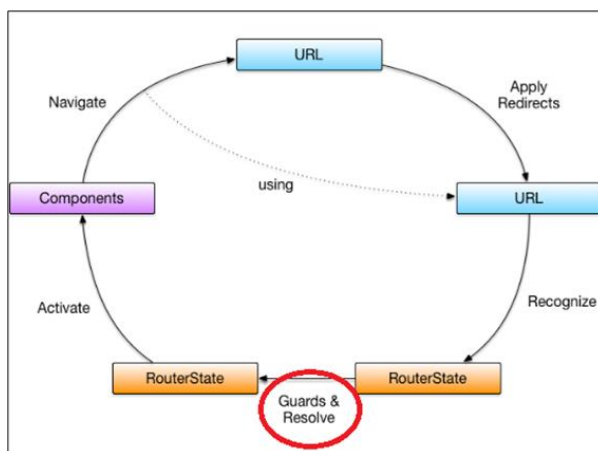 URL
Apply
Redirects
Navigate
using
Components
URL
Activate
Recognize
RouterState
RouterState
Guards &
Resolve